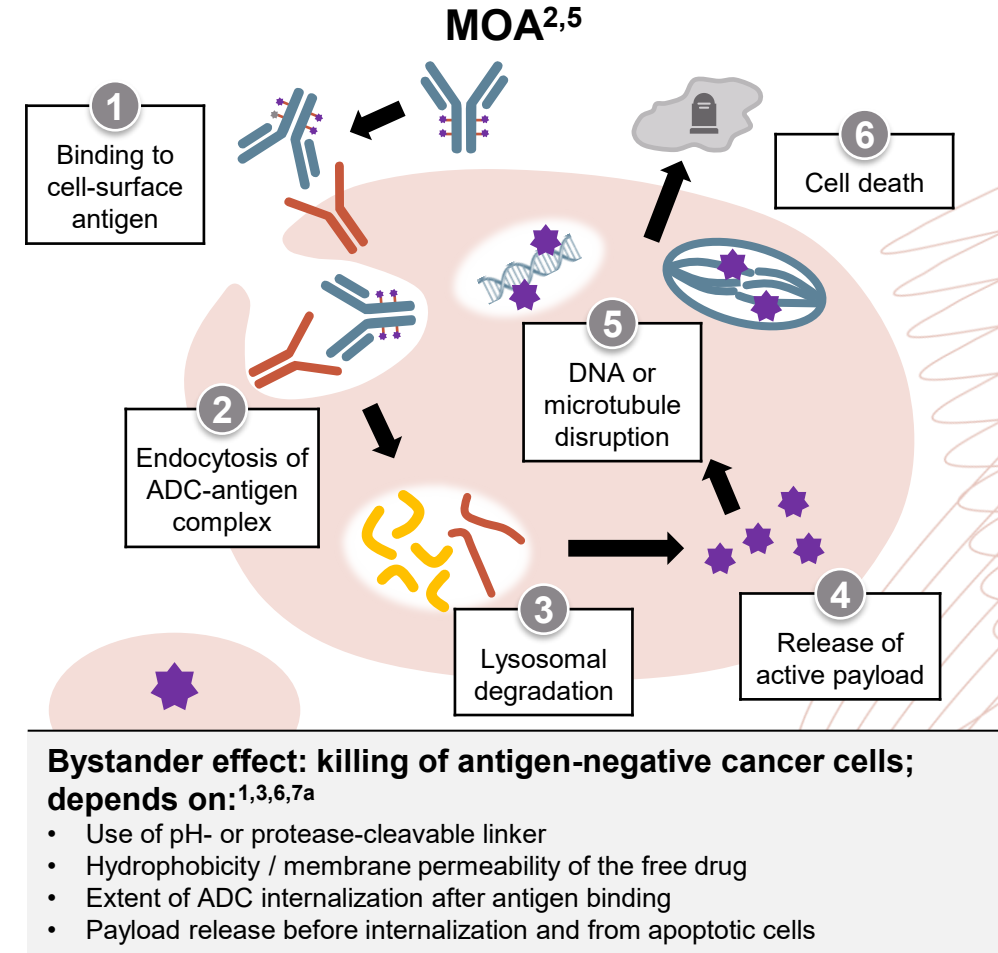 MOA2,5
1
Binding to
cell-surface
antigen
2
Endocytosis of
ADC-antigen
complex
3
Lysosomal
degradation
4
Release of
active payload
5
DNA or
microtubule
disruption
6
Cell death
Bystander effect: killing of antigen-negative cancer cells;
depends on:1,3,6,7a
• Use of pH- or protease-cleavable linker
• Hydrophobicity / membrane permeability of the free drug
• Extent of ADC internalization after antigen binding
• Payload release before internalization and from apoptotic cells